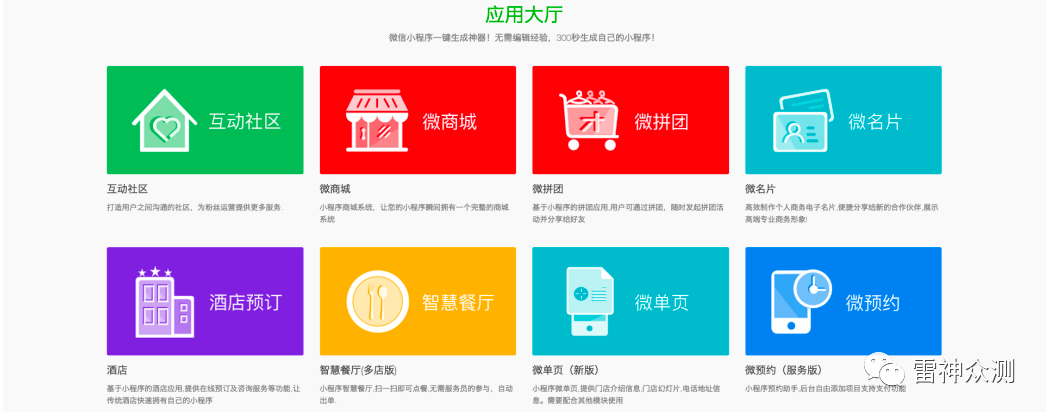 应用大厅
微信小程序一键生成神器！无需编辑经验，300秒生成自己的小程序！
互动社区
微商城
微拼团
微名片
互动社区
打造用户之间沟通的社区，为粉丝运营提供更多服务.
微商城
小程序商城系统，让您的小程序瞬间拥有一个完整的商城
系统
微拼团
基于小程序的拼团应用,用户可通过拼团，随时发起拼团活
动并分享给好友
微名片
高效制作个人商务电子名片,便捷分享给新的合作伙伴,展示
高端专业商务形象!
酒店预订
智慧餐厅
微单页
微预约
酒店
基于小程序的酒店应用,提供在线预订及咨询服务等功能,让
传统酒店快速拥有自己的小程序
智慧餐厅(多店版)
小程序智慧餐厅,扫一扫即可点餐,无需服务员的参与，自动
出单.
微单页（新版）
小程序微单页,提供门店介绍信息,门店幻灯片,电话地址信
息。需要配合其他模块使用
微预约（服务版）
小程序预约助手,后台自由添加项目支持支付功能
雷神众测